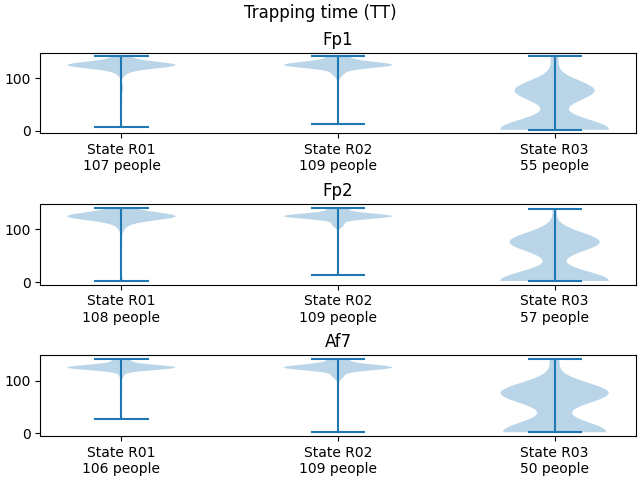 Trapping time (TT)
Fp1
100
0
State R01
107 people
State R02
109 people
State R03
55 people
Fp2
100
0
State R01
108 people
State R02
109 people
State R03
57 people
Af7
100
0
State R01
106 people
State R02
109 people
State R03
50 people